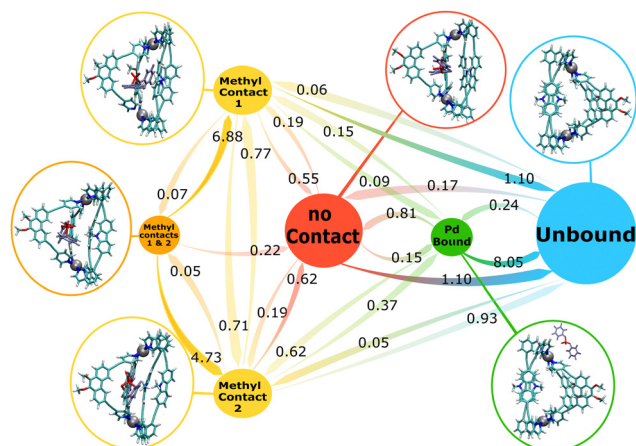 Methyl
Contact
1
0.06
0.19
0.15
6.88
0.77
0.07
0.55
0.09
0.17
1.10
no
Contact
0.81
0.24
Pd
Bound
Unbound
Methyl
contacts
1 & 2
0.22
0.15
8.05
0.05
0.62
1.10
0.37
0.19
0.71
0.93
4.73
0.62
0.05
Methyl
Contact
2